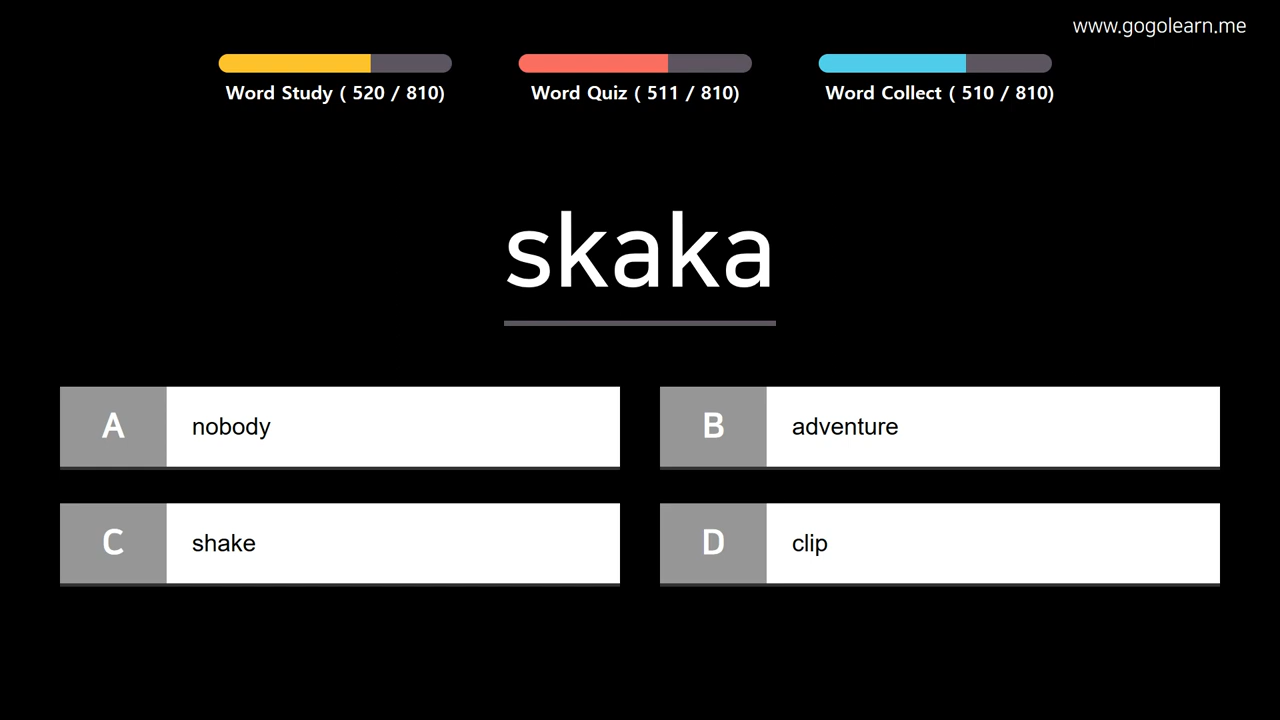 www.gogolearn.me
Word Study ( 520 / 810)
Word Quiz ( 511 / 810)
Word Collect ( 510 / 810)
skaka
A nobody
B adventure
C shake
D clip